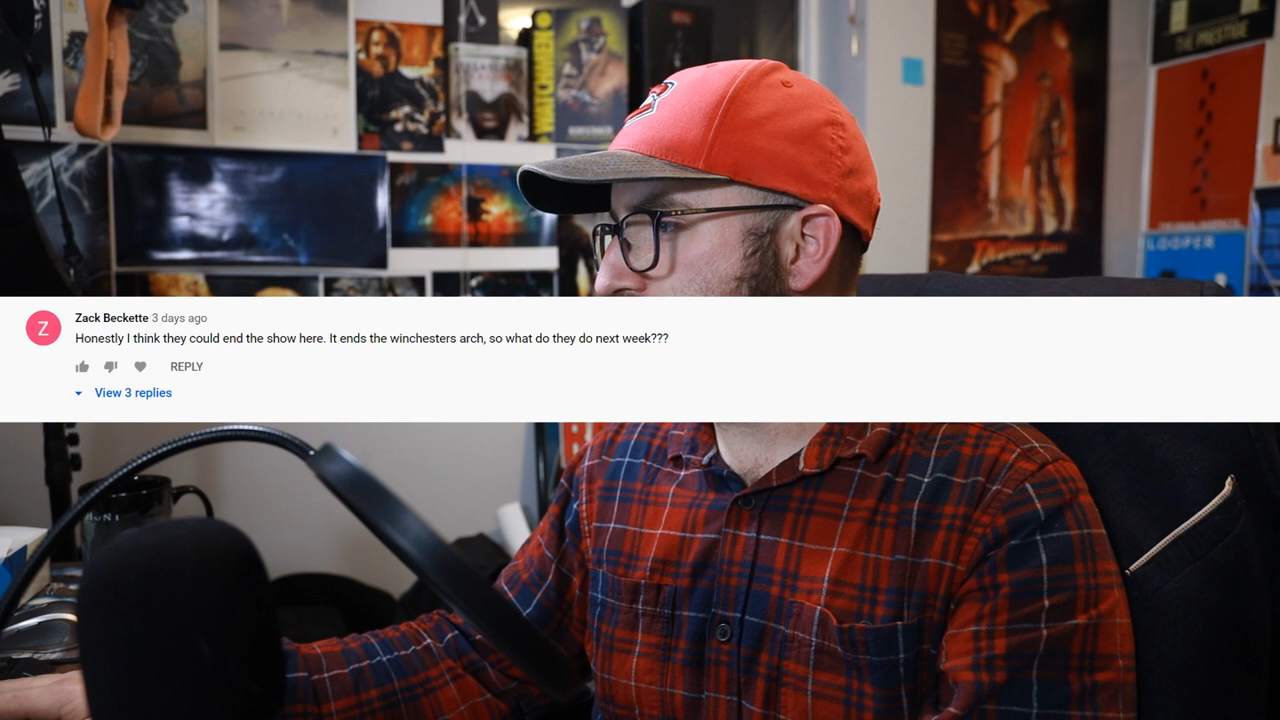 THE PRESTIGE
INDIANA JONES
LOOPER
Zack Beckette 3 days ago
Honestly I think they could end the show here. It ends the winchesters arch, so what do they do next week???
REPLY
View 3 replies